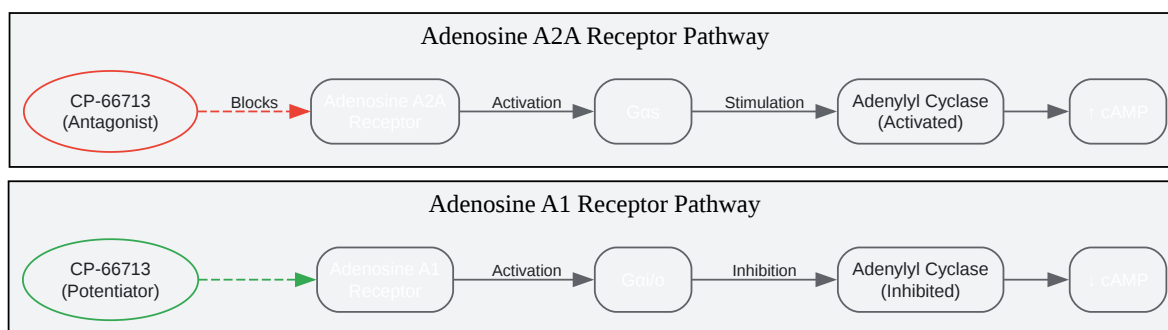 Adenosine A2A Receptor Pathway
CP-66713
(Antagonist)
Blocks
Adenosine A2A
Receptor
Activation
Gαs
Stimulation
Adenylyl Cyclase
(Activated)
↑ cAMP
Adenosine A1 Receptor Pathway
CP-66713
(Potentiator)
Adenosine A1
Receptor
Activation
Gαi/o
Inhibition
Adenylyl Cyclase
(Inhibited)
↓ cAMP